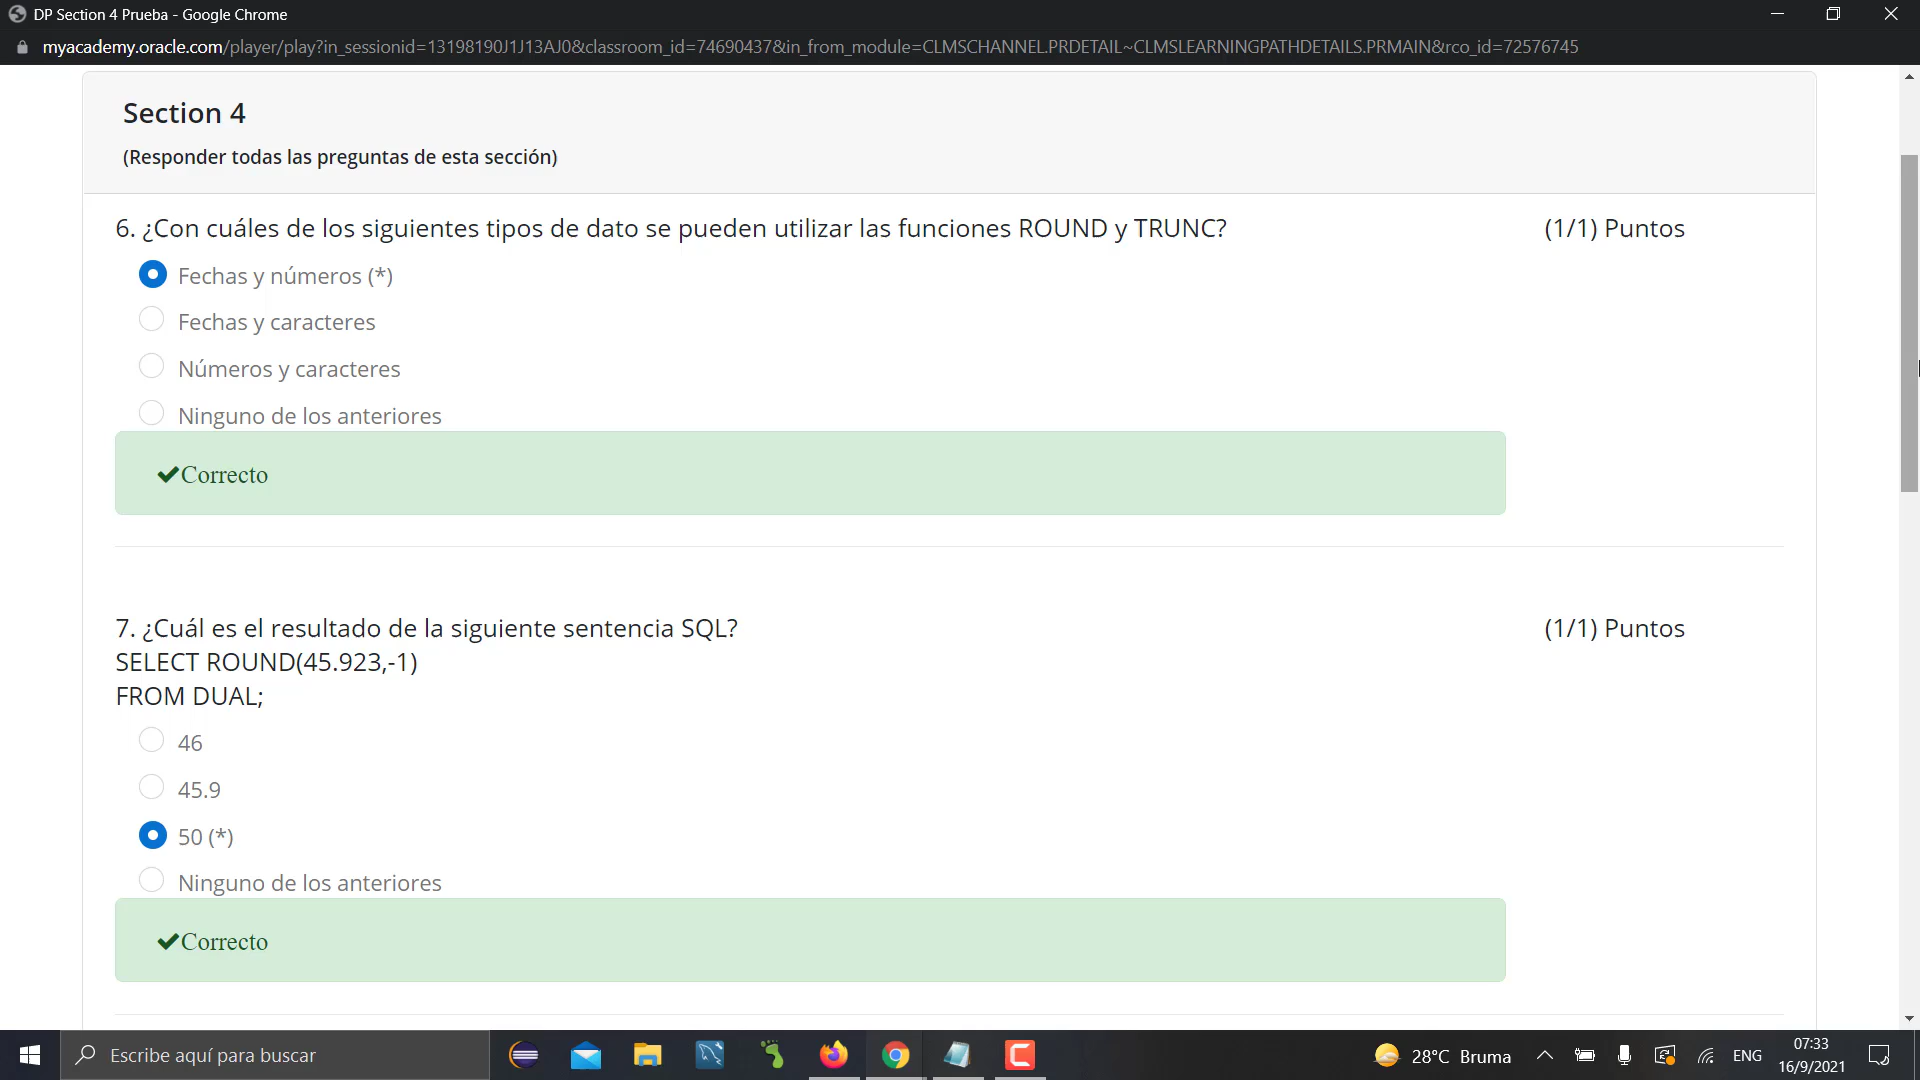 DP Section 4 Prueba - Google Chrome
myacademy.oracle.com/player/play?in_sessionid=13198190J1J13AJ0&classroom_id=74690437&in_from_module=CLMSCHANNEL.PRDETAIL~CLMSLEARNINGPATHDETAILS.PRMAIN&rco_id=72576745
Section 4
(Responder todas las preguntas de esta sección)
6. ¿Con cuáles de los siguientes tipos de dato se pueden utilizar las funciones ROUND y TRUNC? (1/1) Puntos
Fechas y números (*)
Fechas y caracteres
Números y caracteres
Ninguno de los anteriores
Correcto
7. ¿Cuál es el resultado de la siguiente sentencia SQL? (1/1) Puntos
SELECT ROUND(45.923,-1)
FROM DUAL;
46
45.9
50 (*)
Ninguno de los anteriores
Correcto
Escribe aquí para buscar
28°C Bruma
ENG
07:33
16/9/2021